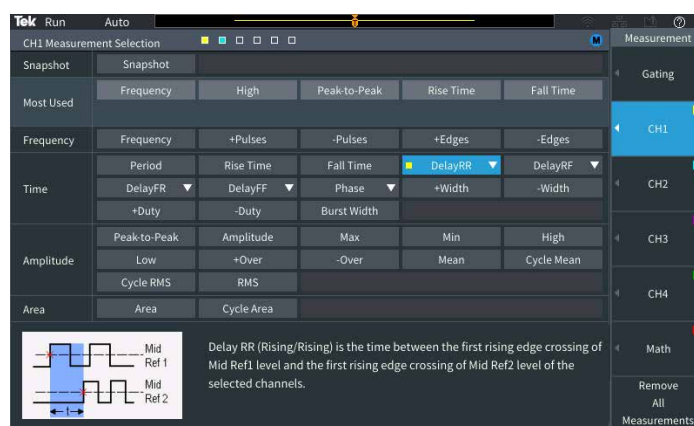 Tek Run Auto
CH1 Measurement Selection M Measurement
Snapshot Snapshot
Gating
Most Used Frequency High Peak-to-Peak Rise Time Fall Time
CH1
Frequency Frequency +Pulses -Pulses +Edges -Edges
Time Period Rise Time Fall Time DelayRR DelayRF
DelayFR DelayFF Phase +Width -Width
CH2
+Duty -Duty Burst Width
Amplitude Peak-to-Peak Amplitude Max Min High
CH3
Low +Over -Over Mean Cycle Mean
Cycle RMS RMS
CH4
Area Area Cycle Area
Mid
Ref 1
Mid
Ref 2
t
Delay RR (Rising/Rising) is the time between the first rising edge crossing of
Mid Ref1 level and the first rising edge crossing of Mid Ref2 level of the
selected channels.
Math
Remove
All
Measurements